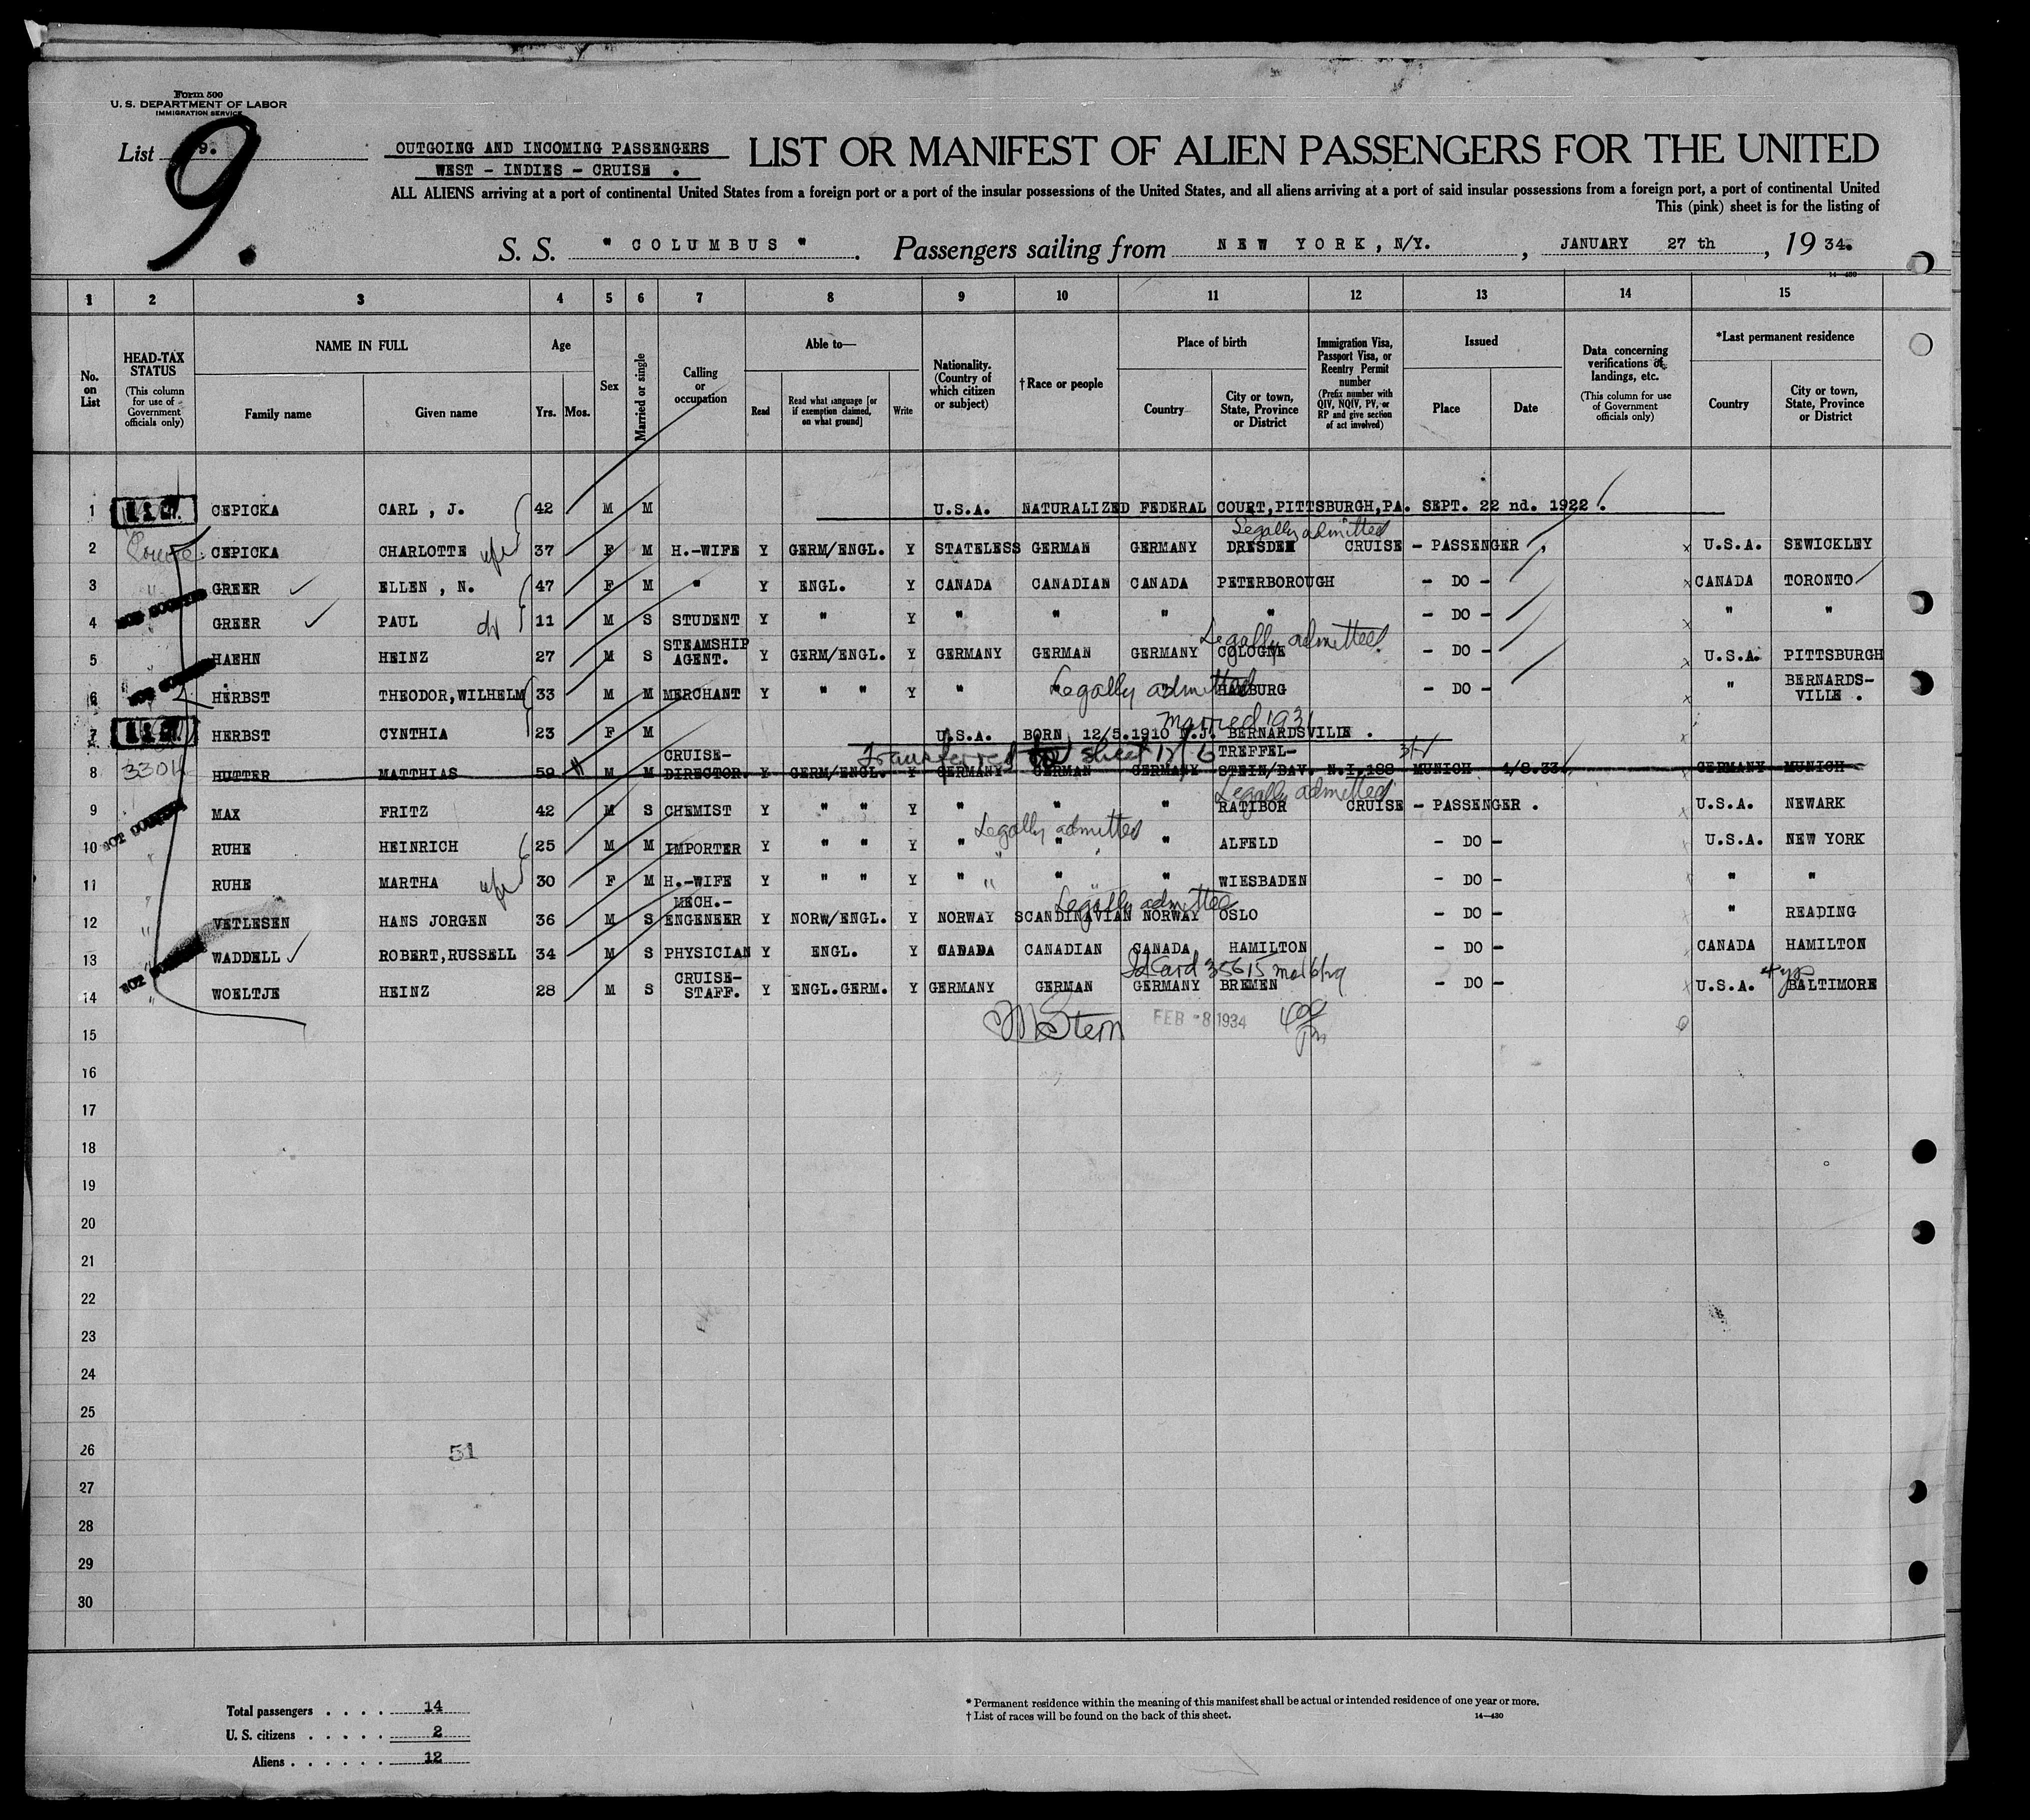 Form 500
U. S. DEPARTMENT OF LABOR
IMMIGRATION SERVICE
List 9.
9.
OUTGOING AND INCOMING PASSENGERS
WEST - INDIES - CRUISE .
LIST OR MANIFEST OF ALIEN PASSENGERS FOR THE UNITED
ALL ALIENS arriving at a port of continental United States from a foreign port or a port of the insular possessions of the United States, and all aliens arriving at a port of said insular possessions from a foreign port, a port of continental United
This (pink) sheet is for the listing of
S. S. " COLUMBUS " . Passengers sailing from NEW YORK, N/Y. , JANUARY 27 th , 19 34.
14-430
1 2 3 4 5 6 7 8 9 10 11 12 13 14 15
No. on List
HEAD-TAX STATUS (This column for use of Government officials only)
NAME IN FULL
Family name Given name
Age
Yrs. Mos.
Sex
Married or single
Calling or occupation
Able to—
Read Read what language [or if exemption claimed, on what ground] Write
Nationality. (Country of which citizen or subject)
†Race or people
Place of birth
Country City or town, State, Province or District
Immigration Visa, Passport Visa, or Reentry Permit number (Prefix number with QIV, NQIV, PV, or RP and give section of act involved)
Issued
Place Date
Data concerning verifications of landings, etc. (This column for use of Government officials only)
*Last permanent residence
Country City or town, State, Province or District
1 CEPICKA CARL , J. 42 M M U.S.A. NATURALIZED FEDERAL COURT,PITTSBURGH,PA. SEPT. 22 nd. 1922 .
Legally admitted
2 CEPICKA CHARLOTTE 37 F M H.-WIFE Y GERM/ENGL. Y STATELESS GERMAN GERMANY DRESDEN CRUISE - PASSENGER . U.S.A. SEWICKLEY
3 GREER ELLEN , N. 47 F M " Y ENGL. Y CANADA CANADIAN CANADA PETERBOROUGH - DO - CANADA TORONTO
4 GREER PAUL 11 M S STUDENT Y " Y " " " " - DO - " "
Legally admitted
5 HAEHN HEINZ 27 M S STEAMSHIP AGENT. Y GERM/ENGL. Y GERMANY GERMAN GERMANY COLOGNE - DO - U.S.A. PITTSBURGH
Legally admitted
6 HERBST THEODOR,WILHELM 33 M M MERCHANT Y " " Y " " " HAMBURG - DO - " BERNARDS-VILLE .
married 1931
7 HERBST CYNTHIA 23 F M U.S.A. BORN 12/5.1910 N.J. BERNARDSVILLE .
Transferred to sheet 12/6
8 3304 HUTTER MATTHIAS 59 M M CRUISE-DIRECTOR. Y GERM/ENGL. Y GERMANY GERMAN GERMANY TREFFEL-STEIN/DAV. N.I.188 MUNICH 4/8.33. GERMANY MUNICH
Legally admitted
9 MAX FRITZ 42 M S CHEMIST Y " " Y " " " RATIBOR CRUISE - PASSENGER . U.S.A. NEWARK
Legally admitted
10 RUHE HEINRICH 25 M M IMPORTER Y " " Y " " " ALFELD - DO - U.S.A. NEW YORK
11 RUHE MARTHA 30 F M H.-WIFE Y " " Y " " " WIESBADEN - DO - " "
Legally admitted
12 VETLESEN HANS JORGEN 36 M S MECH.-ENGENEER Y NORW/ENGL. Y NORWAY SCANDINAVIAN NORWAY OSLO - DO - " READING
13 WADDELL ROBERT,RUSSELL 34 M S PHYSICIAN Y ENGL. Y CANADA CANADIAN CANADA HAMILTON - DO - CANADA HAMILTON
Id Card 35615
14 WOELTJE HEINZ 28 M S CRUISE-STAFF. Y ENGL.GERM. Y GERMANY GERMAN GERMANY BREMEN - DO - U.S.A. BALTIMORE
Stern FEB -8 1934 400 Pm
15
16
17
18
19
20
21
22
23
24
25
26
51
27
28
29
30
Total passengers . . . . 14
U. S. citizens . . . . . 2
Aliens . . . . . . 12
* Permanent residence within the meaning of this manifest shall be actual or intended residence of one year or more.
† List of races will be found on the back of this sheet.
14-430